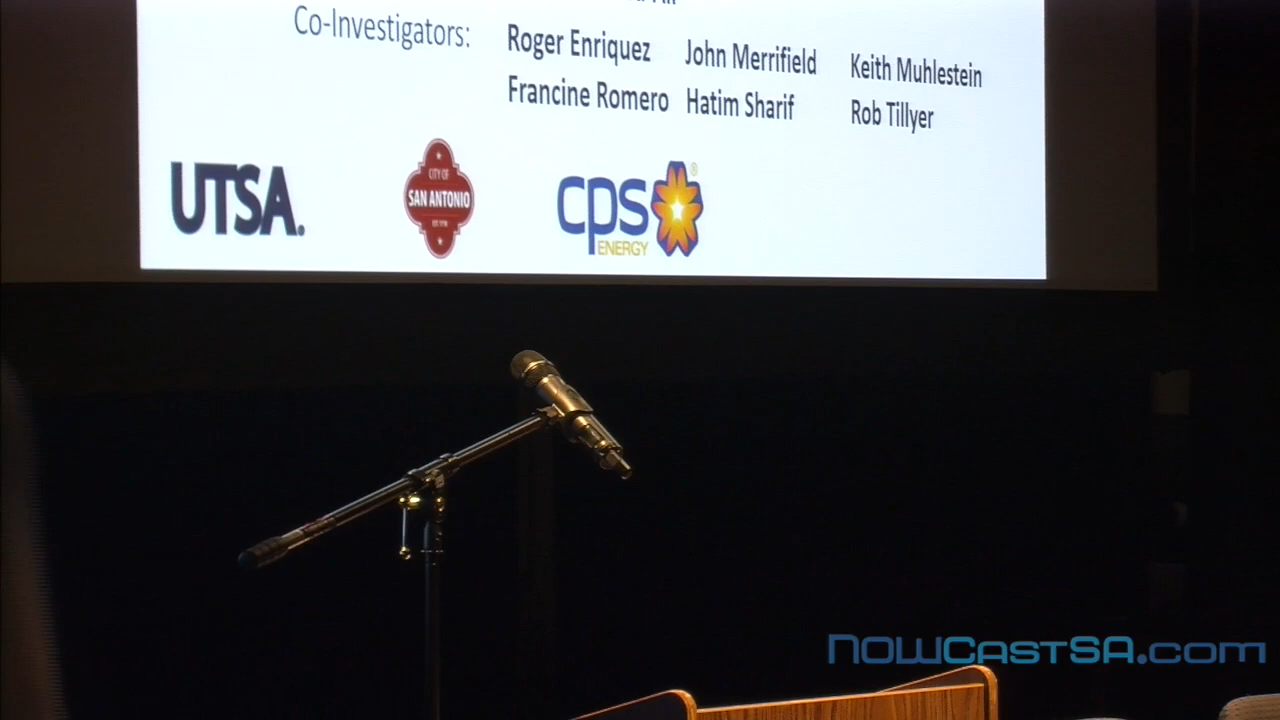 Co-Investigators: Roger Enriquez John Merrifield Keith Muhlestein
Francine Romero Hatim Sharif Rob Tillyer
UTSA.
CITY OF
SAN ANTONIO
cps
ENERGY
NOWCastSA.com